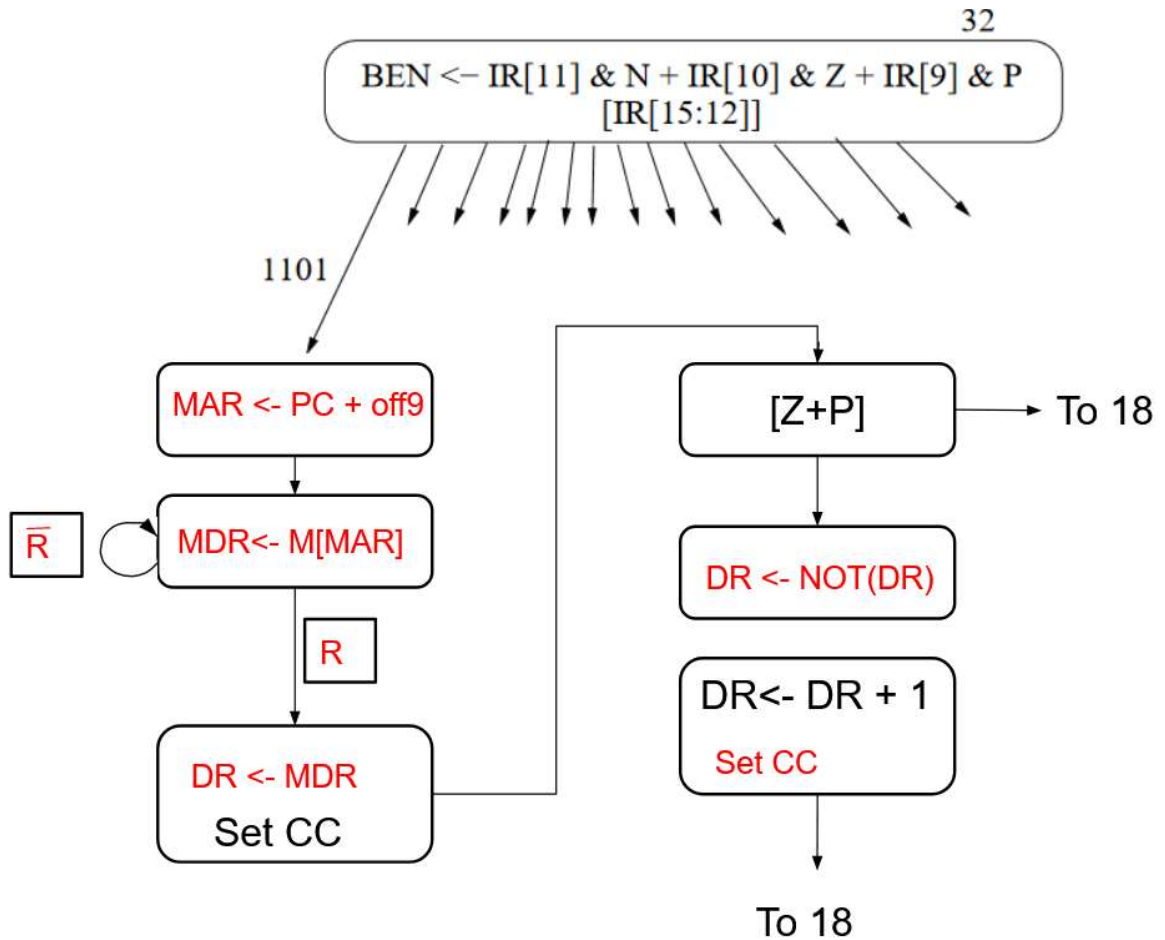 32
BEN <− IR[11] & N + IR[10] & Z + IR[9] & P
[IR[15:12]]
1101
MAR <- PC + off9
R̅
MDR<- M[MAR]
R
DR <- MDR
Set CC
[Z+P]
To 18
DR <- NOT(DR)
DR<- DR + 1
Set CC
To 18